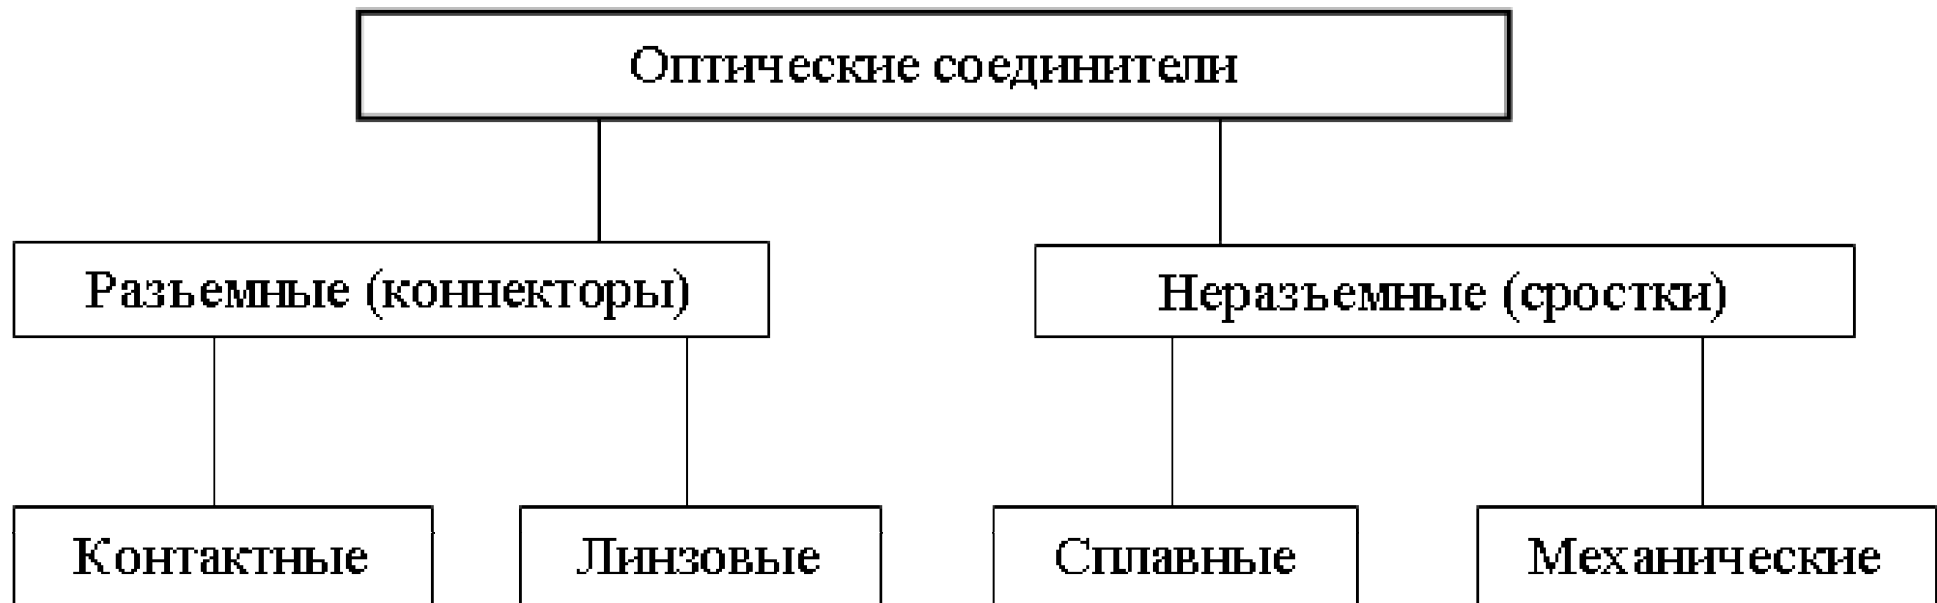 Оптические соединители
Разъемные (коннекторы)
Неразъемные (сростки)
Контактные
Линзовые
Сплавные
Механические